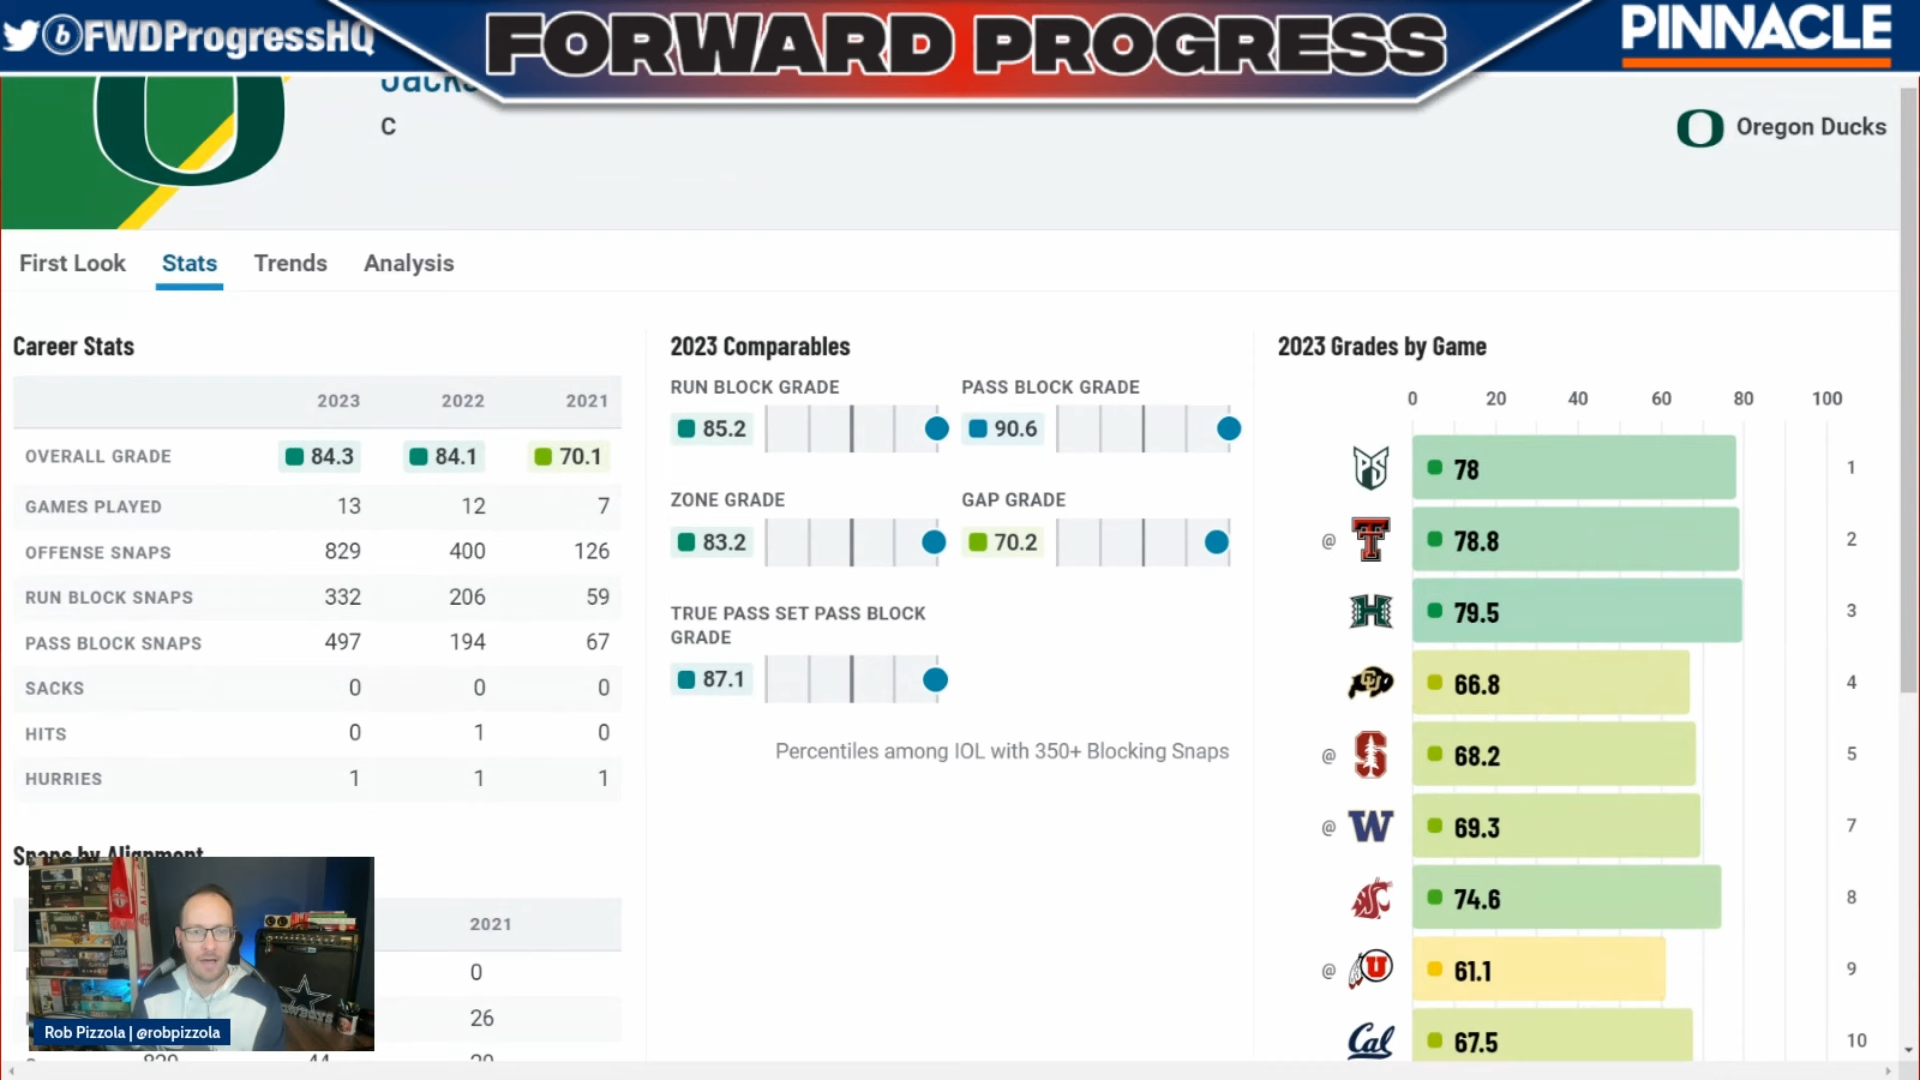 FWDProgressHQ
FORWARD PROGRESS
PINNACLE
C
Oregon Ducks
First Look Stats Trends Analysis
Career Stats
2023 2022 2021
OVERALL GRADE 84.3 84.1 70.1
GAMES PLAYED 13 12 7
OFFENSE SNAPS 829 400 126
RUN BLOCK SNAPS 332 206 59
PASS BLOCK SNAPS 497 194 67
SACKS 0 0 0
HITS 0 1 0
HURRIES 1 1 1
Snaps by Alignment
2021
0
26
Rob Pizzola | @robpizzola
2023 Comparables
RUN BLOCK GRADE
85.2
PASS BLOCK GRADE
90.6
ZONE GRADE
83.2
GAP GRADE
70.2
TRUE PASS SET PASS BLOCK
GRADE
87.1
Percentiles among IOL with 350+ Blocking Snaps
2023 Grades by Game
0 20 40 60 80 100
78 1
@ 78.8 2
79.5 3
66.8 4
@ 68.2 5
@ W 69.3 7
74.6 8
@ U 61.1 9
Cal 67.5 10